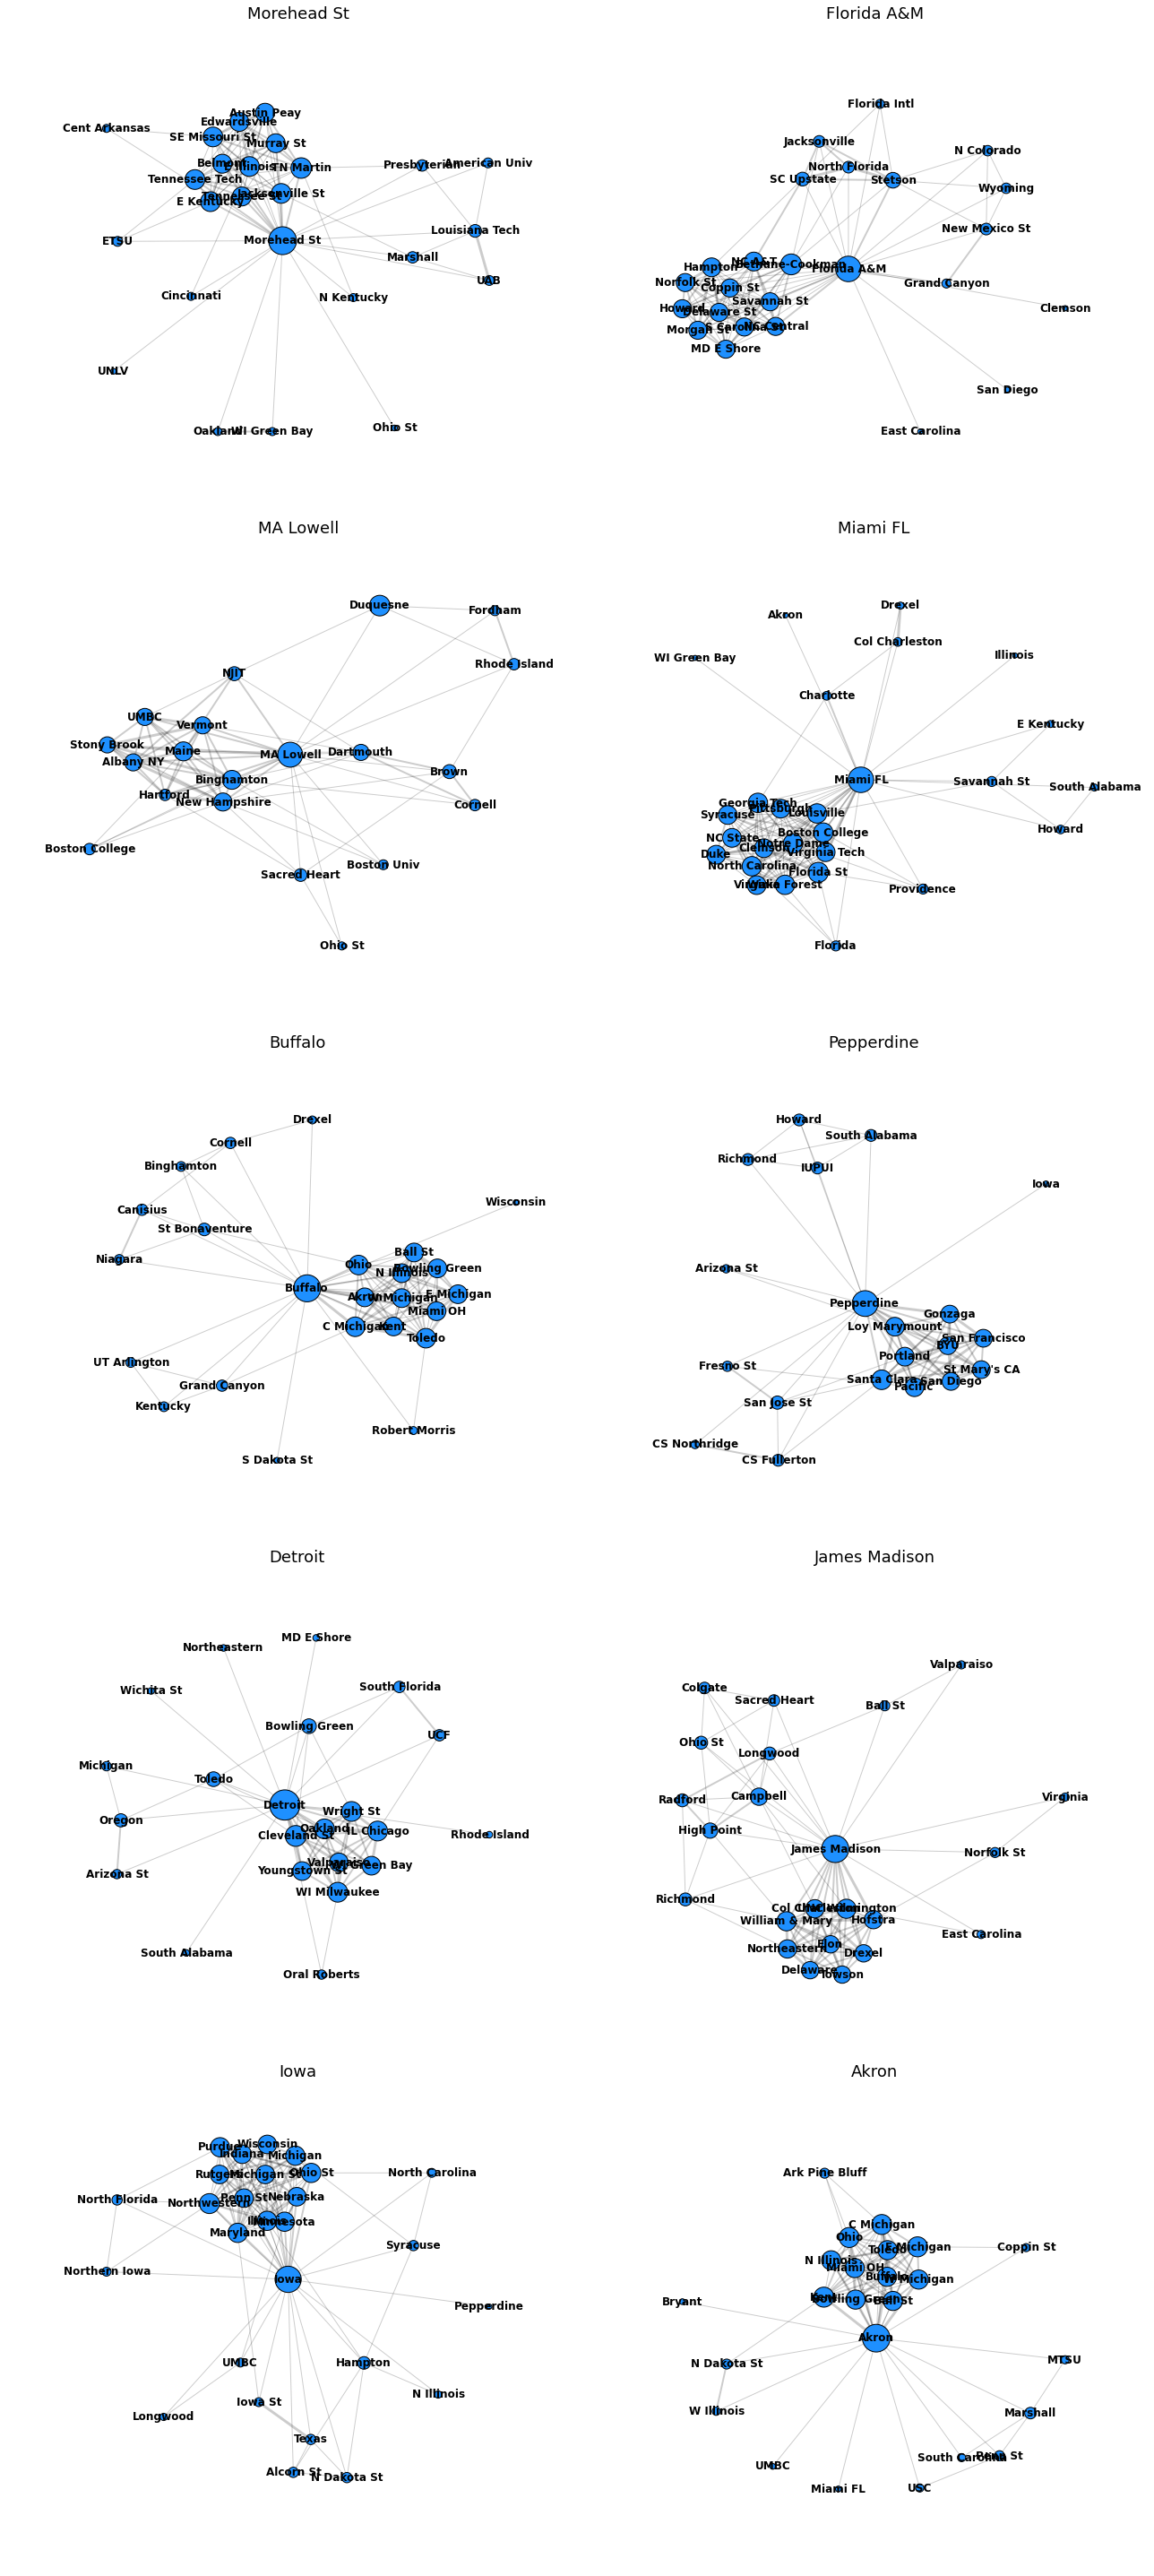 Morehead St
Austin Peay
Edwardsville
Cent Arkansas
SE Missouri St
Murray St
Belmont
TN Martin
Presbyterian
American Univ
Tennessee Tech
Jacksonville St
Tennessee St
E Kentucky
Louisiana Tech
ETSU
Morehead St
Marshall
UAB
Cincinnati
N Kentucky
UNLV
Oakland
WI Green Bay
Ohio St
Florida A&M
Florida Intl
Jacksonville
N Colorado
North Florida
SC Upstate
Stetson
Wyoming
New Mexico St
NC A&T
Bethune-Cookman
Hampton
Florida A&M
Norfolk St
Coppin St
Grand Canyon
Savannah St
Howard
Delaware St
Clemson
Morgan St
S Carolina St
NC Central
MD E Shore
San Diego
East Carolina
MA Lowell
Duquesne
Fordham
Rhode Island
NJIT
UMBC
Vermont
Stony Brook
Maine
MA Lowell
Dartmouth
Albany NY
Brown
Binghamton
Hartford
New Hampshire
Cornell
Boston College
Boston Univ
Sacred Heart
Ohio St
Miami FL
Drexel
Akron
Col Charleston
WI Green Bay
Illinois
Charlotte
E Kentucky
Miami FL
Savannah St
South Alabama
Georgia Tech
Pittsburgh
Syracuse
Louisville
Howard
Boston College
NC State
Notre Dame
Clemson
Duke
Virginia Tech
North Carolina
Florida St
Virginia
Wake Forest
Providence
Florida
Buffalo
Drexel
Cornell
Binghamton
Wisconsin
Canisius
St Bonaventure
Ball St
Niagara
Ohio
Bowling Green
N Illinois
Buffalo
E Michigan
Akron
W Michigan
Miami OH
C Michigan
Kent
Toledo
UT Arlington
Grand Canyon
Kentucky
Robert Morris
S Dakota St
Pepperdine
Howard
South Alabama
Richmond
IUPUI
Iowa
Arizona St
Pepperdine
Gonzaga
Loy Marymount
San Francisco
BYU
Portland
Fresno St
St Mary's CA
Santa Clara
San Diego
Pacific
San Jose St
CS Northridge
CS Fullerton
Detroit
MD E Shore
Northeastern
Wichita St
South Florida
Bowling Green
UCF
Michigan
Toledo
Detroit
Wright St
Oregon
Oakland
IL Chicago
Cleveland St
Rhode Island
Valparaiso
WI Green Bay
Youngstown St
Arizona St
WI Milwaukee
South Alabama
Oral Roberts
James Madison
Valparaiso
Colgate
Sacred Heart
Ball St
Ohio St
Longwood
Campbell
Virginia
Radford
High Point
James Madison
Norfolk St
Richmond
Col Charleston
UNC Wilmington
William & Mary
Hofstra
East Carolina
Elon
Northeastern
Drexel
Delaware
Towson
Iowa
Wisconsin
Purdue
Indiana
Michigan
Rutgers
Michigan St
Ohio St
North Carolina
Penn St
Nebraska
North Florida
Northwestern
Illinois
Minnesota
Maryland
Syracuse
Northern Iowa
Iowa
Pepperdine
UMBC
Hampton
N Illinois
Iowa St
Longwood
Texas
Alcorn St
N Dakota St
Akron
Ark Pine Bluff
C Michigan
Ohio
E Michigan
Coppin St
Toledo
N Illinois
Miami OH
Buffalo
W Michigan
Kent
Bowling Green
Ball St
Bryant
Akron
N Dakota St
MTSU
W Illinois
Marshall
South Carolina
Penn St
UMBC
Miami FL
USC